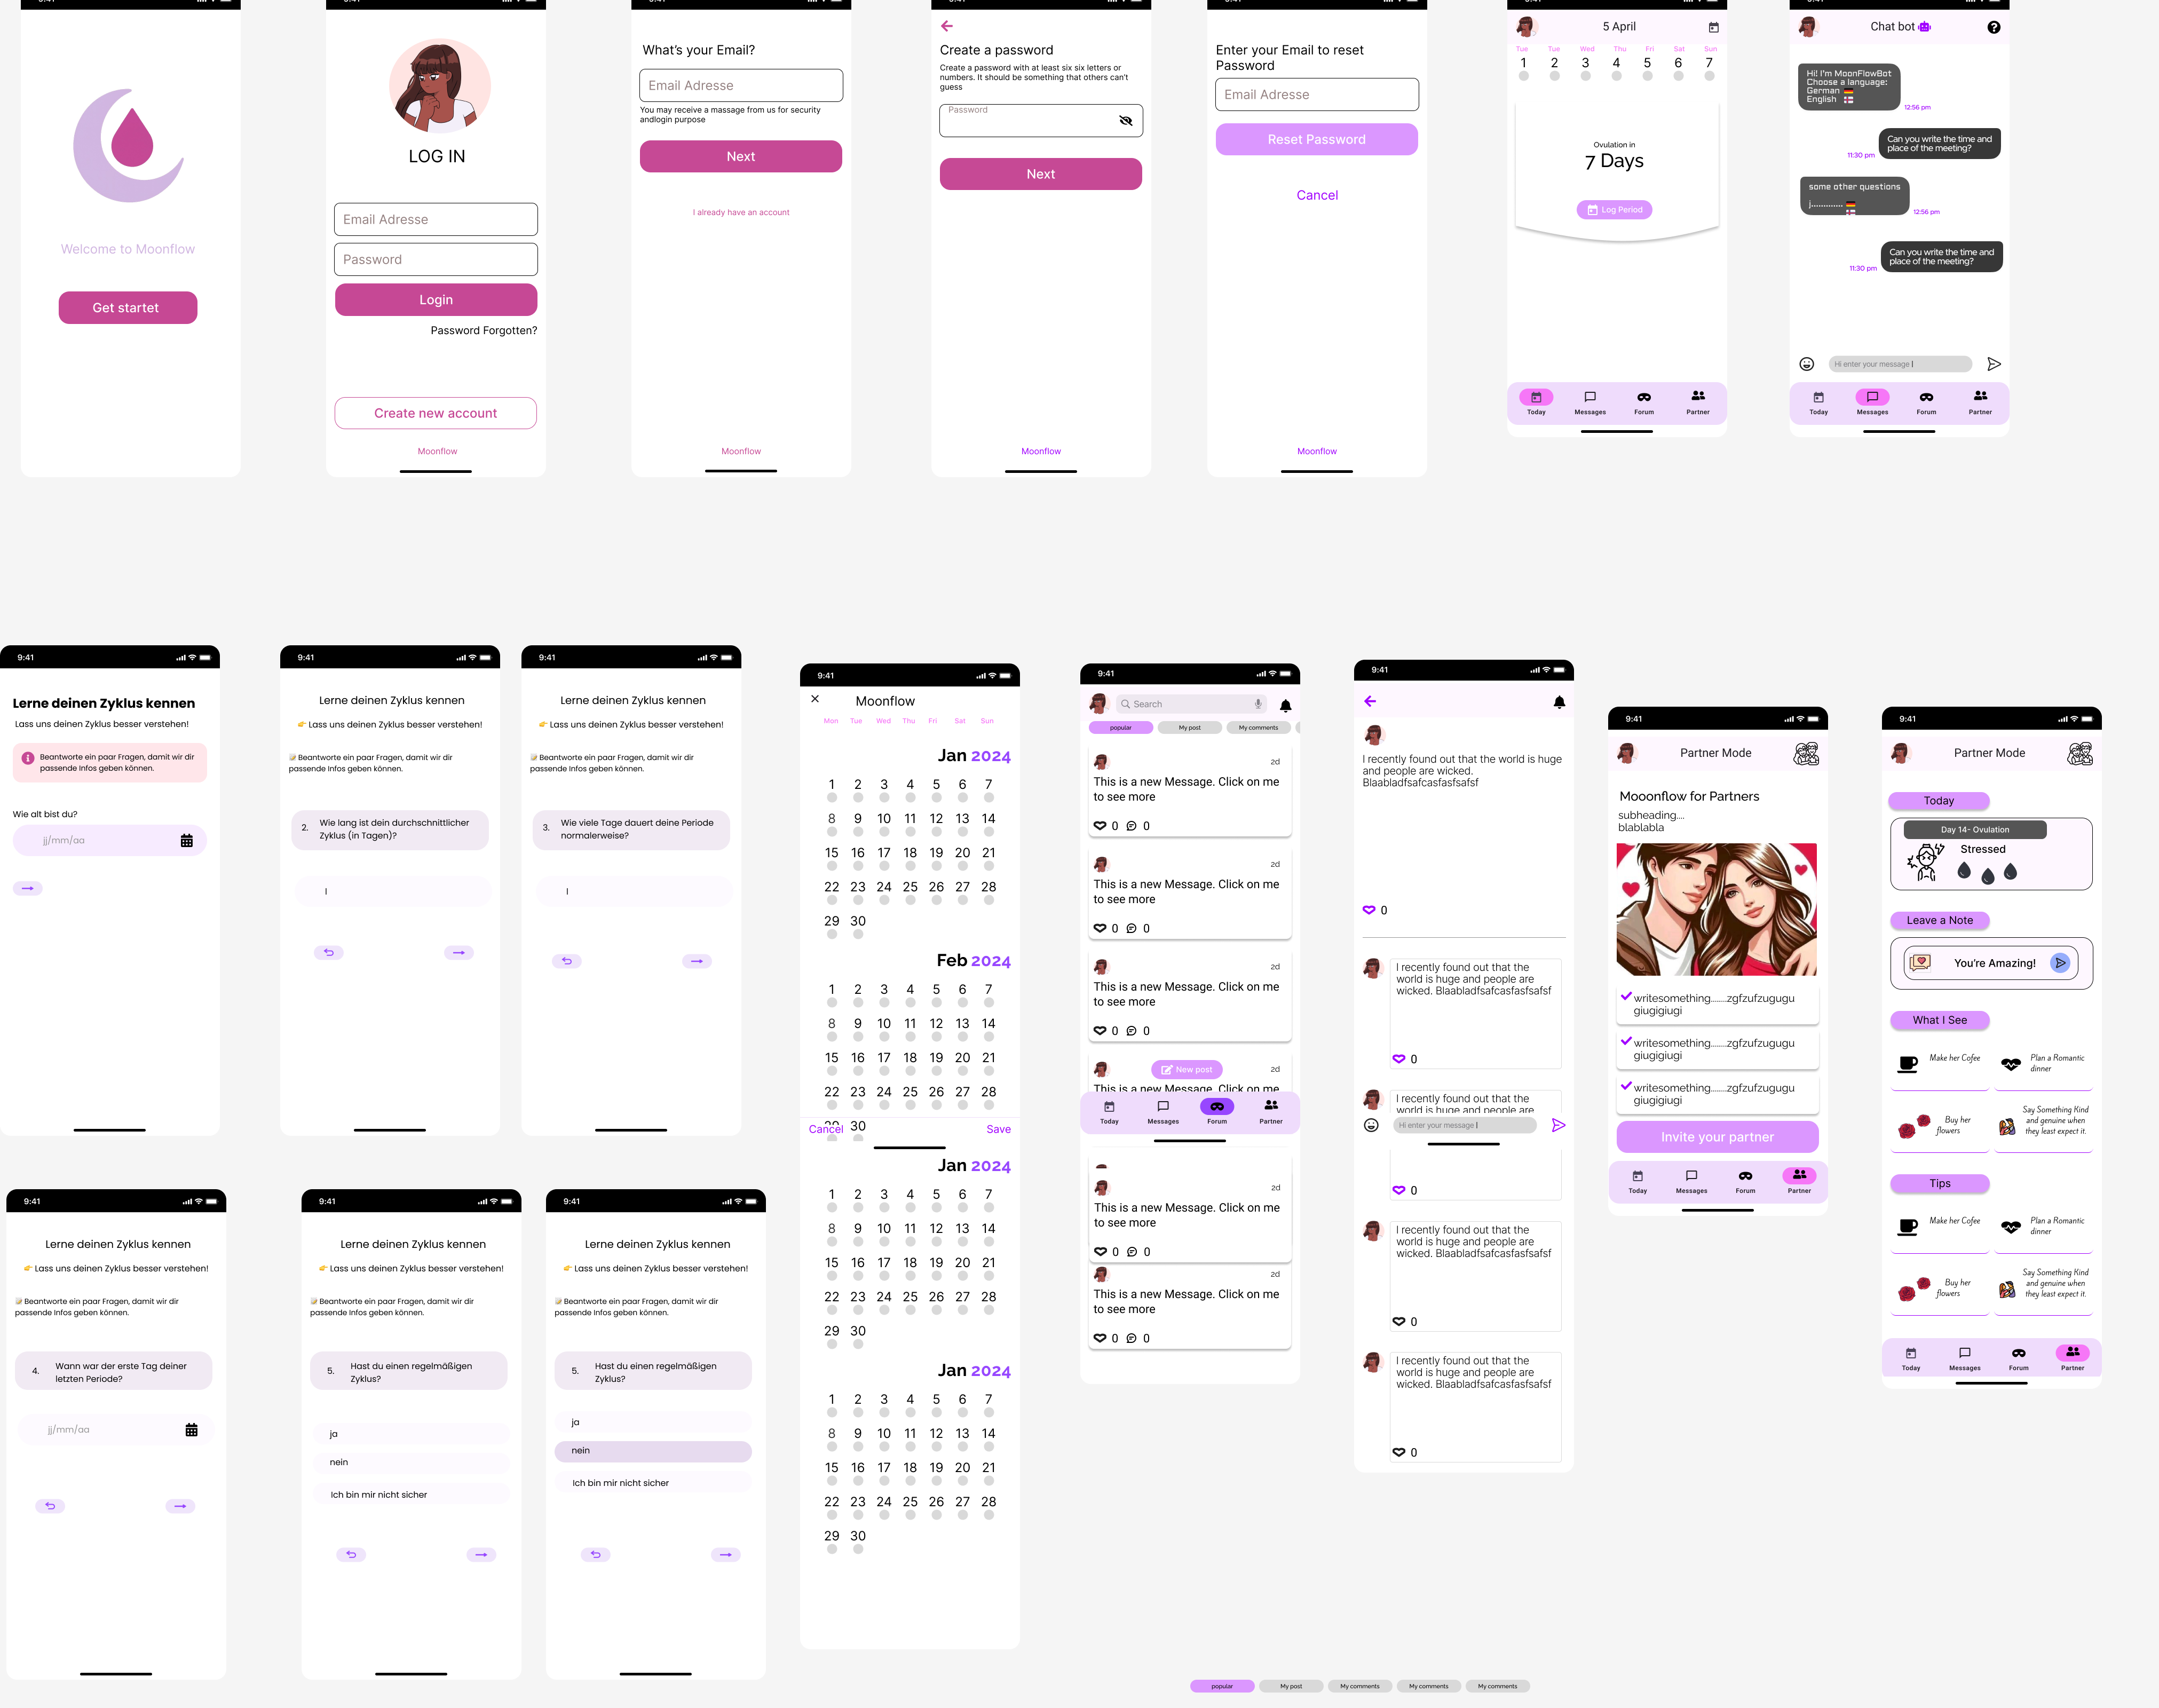 9:41
Welcome to Moonflow
Get startet
9:41
LOG IN
Email Adresse
Password
Login
Password Forgotten?
Create new account
Moonflow
9:41
What's your Email?
Email Adresse
You may receive a massage from us for security
andlogin purpose
Next
I already have an account
Moonflow
9:41
Create a password
Create a password with at least six six letters or
numbers. It should be something that others can't
guess
Password
Next
Moonflow
9:41
Enter your Email to reset
Password
Email Adresse
Reset Password
Cancel
Moonflow
9:41
5 April
Tue Tue Wed Thu Fri Sat Sun
1 2 3 4 5 6 7
Ovulation in
7 Days
Log Period
Today Messages Forum Partner
9:41
Chat bot
Hi! I'm MoonFlowBot
Choose a language:
German
English
12:56 pm
Can you write the time and
place of the meeting?
11:30 pm
some other questions
j.............
12:56 pm
Can you write the time and
place of the meeting?
11:30 pm
Hi enter your message
Today Messages Forum Partner
9:41
Lerne deinen Zyklus kennen
Lass uns deinen Zyklus besser verstehen!
Beantworte ein paar Fragen, damit wir dir
passende Infos geben können.
Wie alt bist du?
jj/mm/aa
9:41
Lerne deinen Zyklus kennen
👉 Lass uns deinen Zyklus besser verstehen!
📝 Beantworte ein paar Fragen, damit wir dir
passende Infos geben können.
2. Wie lang ist dein durchschnittlicher
Zyklus (in Tagen)?
9:41
Lerne deinen Zyklus kennen
👉 Lass uns deinen Zyklus besser verstehen!
📝 Beantworte ein paar Fragen, damit wir dir
passende Infos geben können.
3. Wie viele Tage dauert deine Periode
normalerweise?
9:41
Moonflow
Mon Tue Wed Thu Fri Sat Sun
Jan 2024
1 2 3 4 5 6 7
8 9 10 11 12 13 14
15 16 17 18 19 20 21
22 23 24 25 26 27 28
29 30
Feb 2024
1 2 3 4 5 6 7
8 9 10 11 12 13 14
15 16 17 18 19 20 21
22 23 24 25 26 27 28
29 30
Cancel Save
Jan 2024
1 2 3 4 5 6 7
8 9 10 11 12 13 14
15 16 17 18 19 20 21
22 23 24 25 26 27 28
29 30
Jan 2024
1 2 3 4 5 6 7
8 9 10 11 12 13 14
15 16 17 18 19 20 21
22 23 24 25 26 27 28
29 30
9:41
Search
popular My post My comments
2d
This is a new Message. Click on me
to see more
0 0
2d
This is a new Message. Click on me
to see more
0 0
2d
This is a new Message. Click on me
to see more
0 0
New post
2d
This is a new Message. Click on me
Today Messages Forum Partner
2d
This is a new Message. Click on me
to see more
0 0
2d
This is a new Message. Click on me
to see more
0 0
9:41
I recently found out that the world is huge
and people are wicked.
Blaabladfsafcasfasfsafsf
0
I recently found out that the
world is huge and people are
wicked. Blaabladfsafcasfasfsafsf
0
I recently found out that the
world is huge and people are
Hi enter your message
0
I recently found out that the
world is huge and people are
wicked. Blaabladfsafcasfasfsafsf
0
I recently found out that the
world is huge and people are
wicked. Blaabladfsafcasfasfsafsf
0
9:41
Partner Mode
Mooonflow for Partners
subheading....
blablabla
writesomething........zgfzufzugugu
giugigiugi
writesomething........zgfzufzugugu
giugigiugi
writesomething........zgfzufzugugu
giugigiugi
Invite your partner
Today Messages Forum Partner
9:41
Partner Mode
Today
Day 14- Ovulation
Stressed
Leave a Note
You're Amazing!
What I See
Make her Cofee
Plan a Romantic
dinner
Buy her
flowers
Say Something Kind
and genuine when
they least expect it.
Tips
Make her Cofee
Plan a Romantic
dinner
Buy her
flowers
Say Something Kind
and genuine when
they least expect it.
Today Messages Forum Partner
9:41
Lerne deinen Zyklus kennen
👉 Lass uns deinen Zyklus besser verstehen!
📝 Beantworte ein paar Fragen, damit wir dir
passende Infos geben können.
4. Wann war der erste Tag deiner
letzten Periode?
jj/mm/aa
9:41
Lerne deinen Zyklus kennen
👉 Lass uns deinen Zyklus besser verstehen!
📝 Beantworte ein paar Fragen, damit wir dir
passende Infos geben können.
5. Hast du einen regelmäßigen
Zyklus?
ja
nein
Ich bin mir nicht sicher
9:41
Lerne deinen Zyklus kennen
👉 Lass uns deinen Zyklus besser verstehen!
📝 Beantworte ein paar Fragen, damit wir dir
passende Infos geben können.
5. Hast du einen regelmäßigen
Zyklus?
ja
nein
Ich bin mir nicht sicher
popular My post My comments My comments My comments